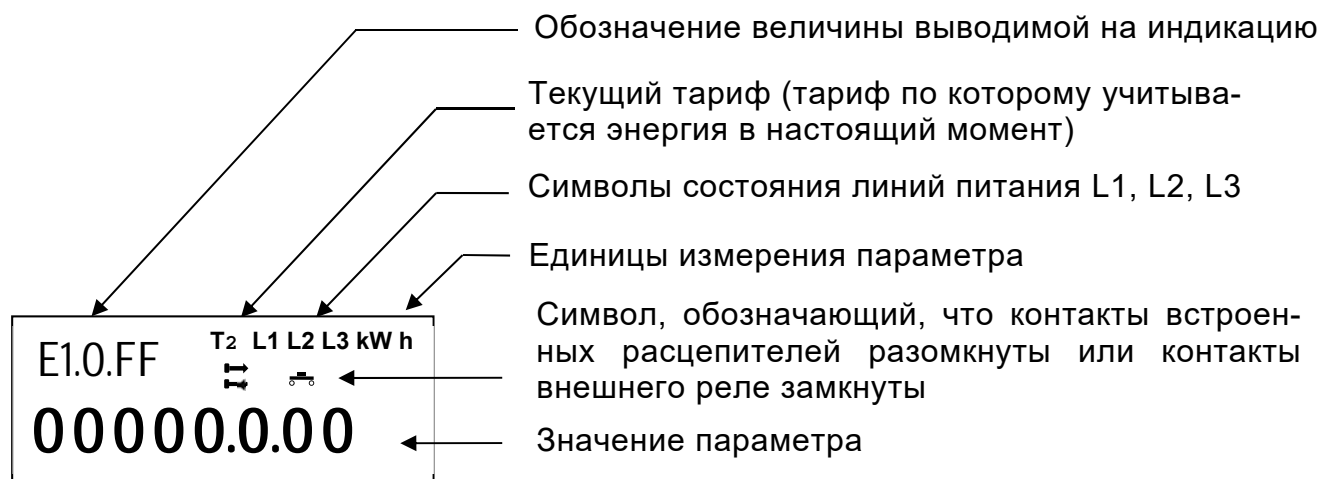 Обозначение величины выводимой на индикацию
Текущий тариф (тариф по которому учитыва-
ется энергия в настоящий момент)
Символы состояния линий питания L1, L2, L3
Единицы измерения параметра
Символ, обозначающий, что контакты встроен-
ных расцепителей разомкнуты или контакты
внешнего реле замкнуты
Значение параметра
E1.0.FF T2 L1 L2 L3 kW h
00000.0.00